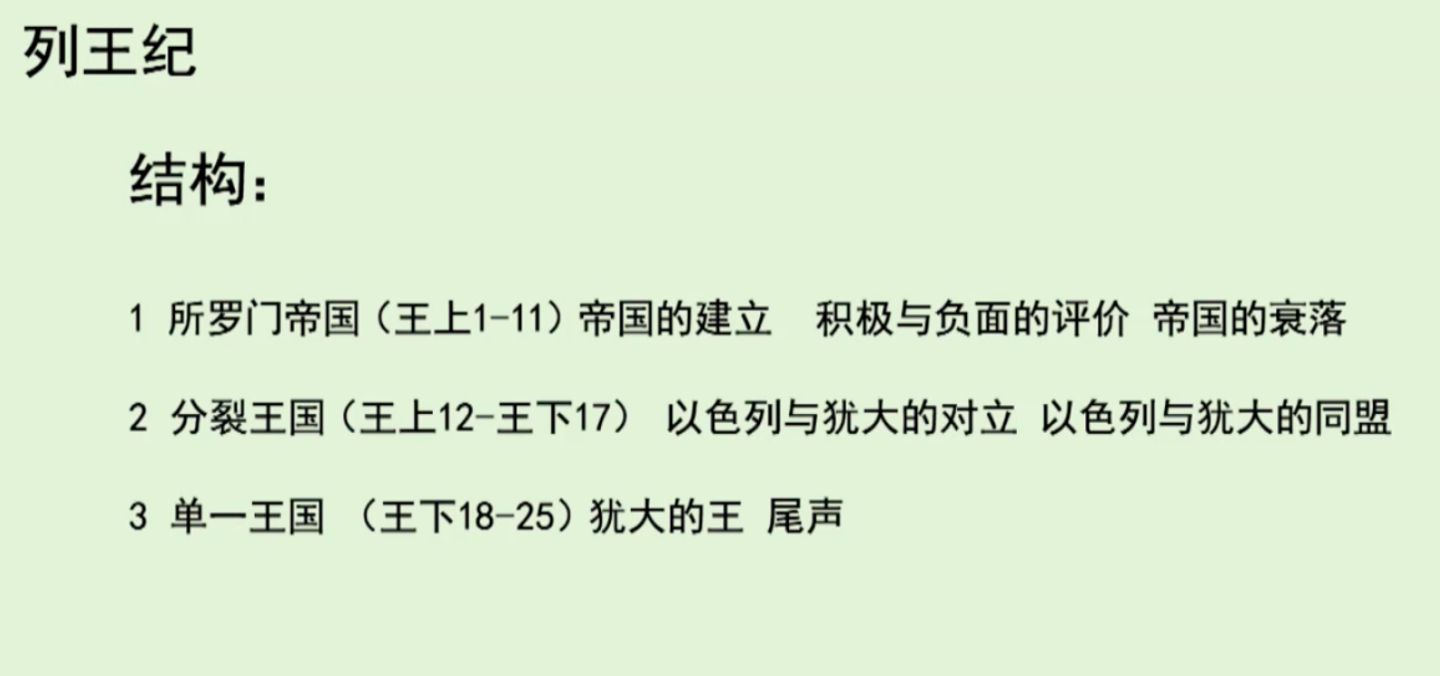 列王纪
结构：
1 所罗门帝国（王上1-11）帝国的建立 积极与负面的评价 帝国的衰落
2 分裂王国（王上12-王下17） 以色列与犹大的对立 以色列与犹大的同盟
3 单一王国 （王下18-25）犹大的王 尾声